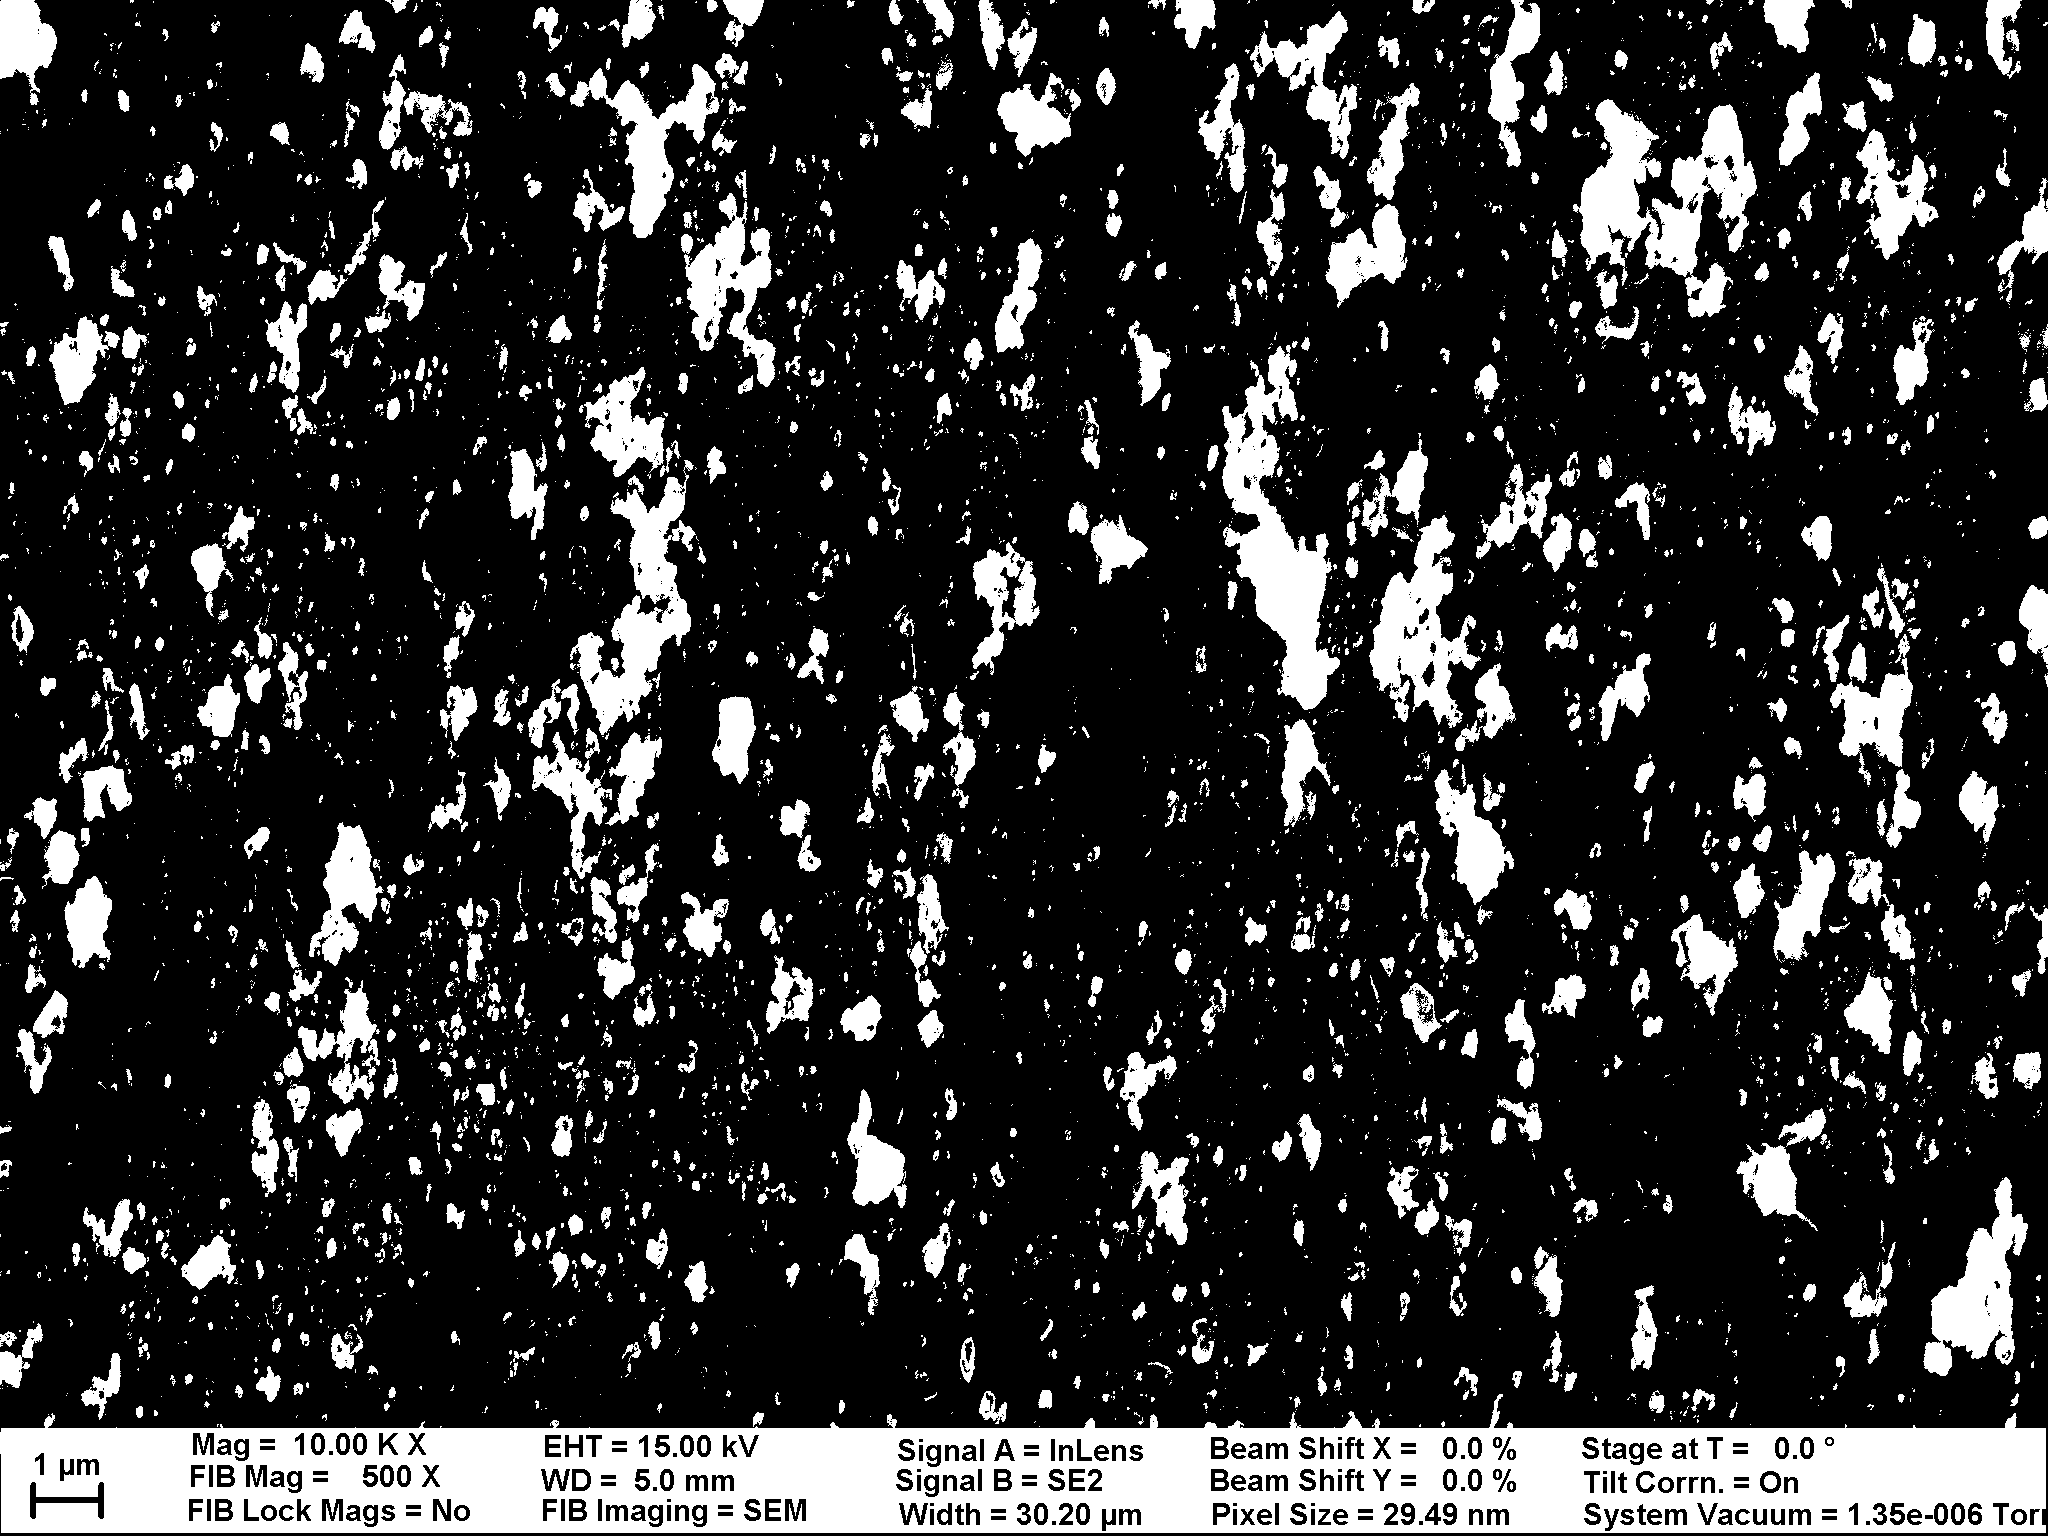 1 µm
Mag = 10.00 K X
FIB Mag = 500 X
FIB Lock Mags = No
EHT = 15.00 kV
WD = 5.0 mm
FIB Imaging = SEM
Signal A = InLens
Signal B = SE2
Width = 30.20 µm
Beam Shift X = 0.0 %
Beam Shift Y = 0.0 %
Pixel Size = 29.49 nm
Stage at T = 0.0 °
Tilt Corrn. = On
System Vacuum = 1.35e-006 Torr